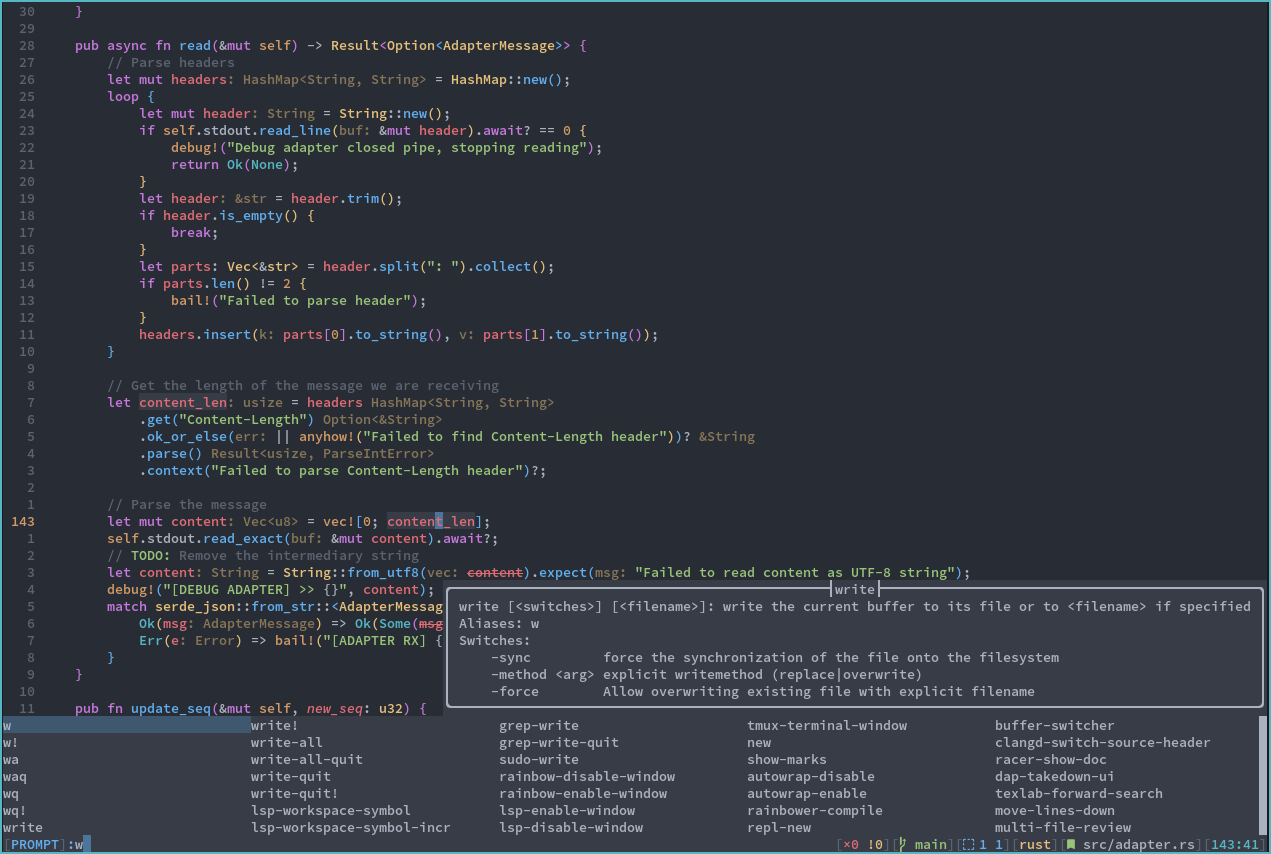 30     }
29
28     pub async fn read(&mut self) -> Result<Option<AdapterMessage>> {
27         // Parse headers
26         let mut headers: HashMap<String, String> = HashMap::new();
25         loop {
24             let mut header: String = String::new();
23             if self.stdout.read_line(buf: &mut header).await? == 0 {
22                 debug!("Debug adapter closed pipe, stopping reading");
21                 return Ok(None);
20             }
19             let header: &str = header.trim();
18             if header.is_empty() {
17                 break;
16             }
15             let parts: Vec<&str> = header.split(": ").collect();
14             if parts.len() != 2 {
13                 bail!("Failed to parse header");
12             }
11             headers.insert(k: parts[0].to_string(), v: parts[1].to_string());
10         }
9
8         // Get the length of the message we are receiving
7         let content_len: usize = headers HashMap<String, String>
6             .get("Content-Length") Option<&String>
5             .ok_or_else(err: || anyhow!("Failed to find Content-Length header"))? &String
4             .parse() Result<usize, ParseIntError>
3             .context("Failed to parse Content-Length header")?;
2
1         // Parse the message
143         let mut content: Vec<u8> = vec![0; content_len];
1         self.stdout.read_exact(buf: &mut content).await?;
2         // TODO: Remove the intermediary string
3         let content: String = String::from_utf8(vec: content).expect(msg: "Failed to read content as UTF-8 string");
4         debug!("[DEBUG ADAPTER] >> {}", content);
5         match serde_json::from_str::<AdapterMessag
6             Ok(msg: AdapterMessage) => Ok(Some(msg
7             Err(e: Error) => bail!("[ADAPTER RX] {
8         }
9     }
10
11     pub fn update_seq(&mut self, new_seq: u32) {
write
write [<switches>] [<filename>]: write the current buffer to its file or to <filename> if specified
Aliases: w
Switches:
    -sync         force the synchronization of the file onto the filesystem
    -method <arg> explicit writemethod (replace|overwrite)
    -force        Allow overwriting existing file with explicit filename
w write! grep-write tmux-terminal-window buffer-switcher
w! write-all grep-write-quit new clangd-switch-source-header
wa write-all-quit sudo-write show-marks racer-show-doc
waq write-quit rainbow-disable-window autowrap-disable dap-takedown-ui
wq write-quit! rainbow-enable-window autowrap-enable texlab-forward-search
wq! lsp-workspace-symbol lsp-enable-window rainbower-compile move-lines-down
write lsp-workspace-symbol-incr lsp-disable-window repl-new multi-file-review
[PROMPT]:w [×0 !0][ main][ 1 1][rust][ src/adapter.rs][143:41]